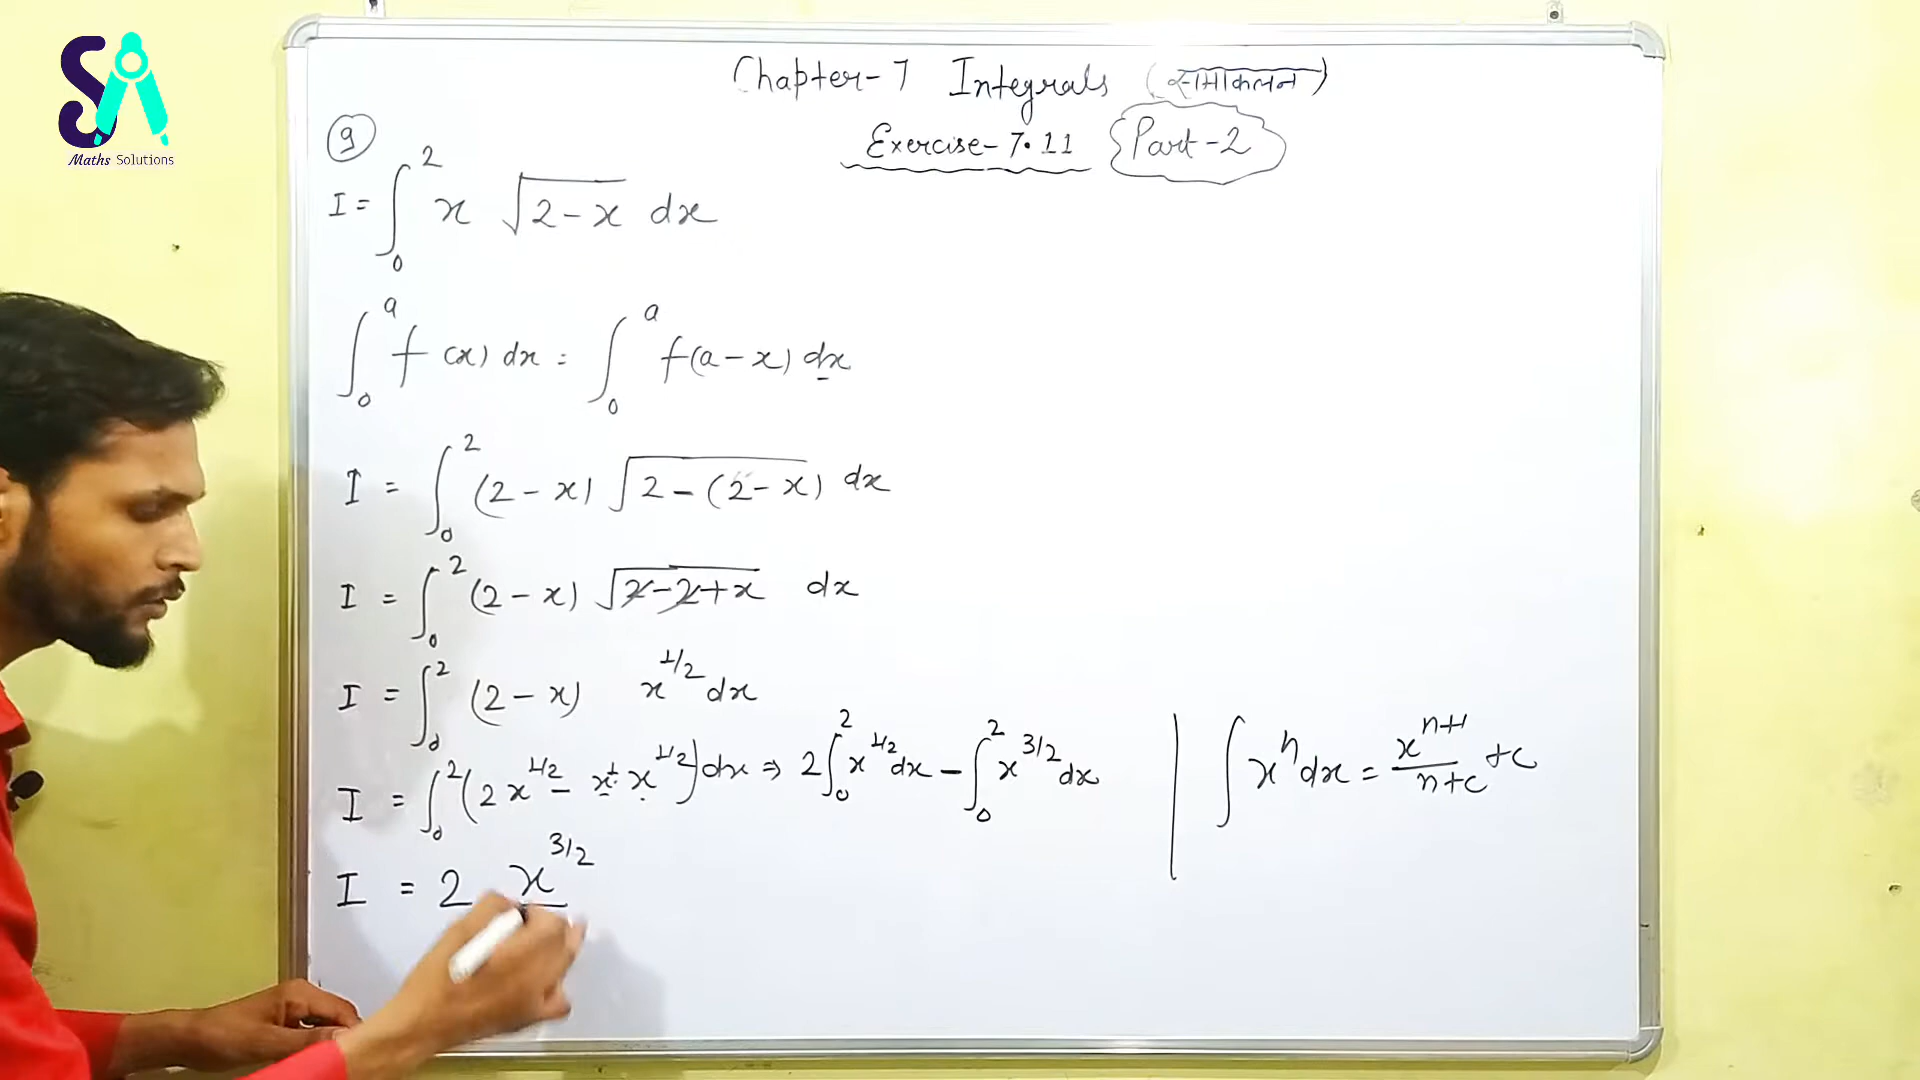 SA
Maths Solutions
Chapter-7 Integrals (समाकलन)
Exercise-7.11 Part-2
9
I = ∫₀² x √(2-x) dx
∫₀ᵃ f(x) dx = ∫₀ᵃ f(a-x) dx
I = ∫₀² (2-x) √(2-(2-x)) dx
I = ∫₀² (2-x) √(2-2+x) dx
I = ∫₀² (2-x) x^1/2 dx
I = ∫₀² (2x^1/2 - x¹ x^1/2) dx ⇒ 2∫₀² x^1/2 dx - ∫₀² x^3/2 dx
∫ xⁿ dx = x^(n+1)/(n+c) + c
I = 2 x^3/2